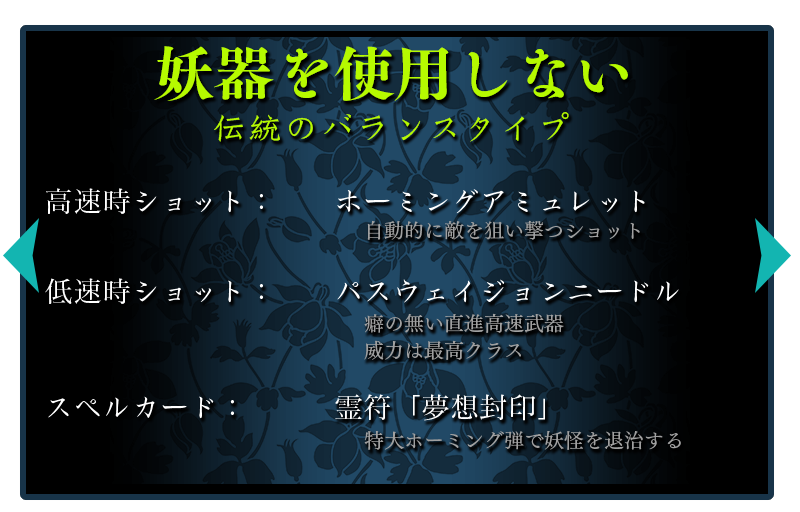 妖器を使用しない
伝統のバランスタイプ
高速時ショット： ホーミングアミュレット
自動的に敵を狙い撃つショット
低速時ショット： パスウェイジョンニードル
癖の無い直進高速武器
威力は最高クラス
スペルカード： 霊符「夢想封印」
特大ホーミング弾で妖怪を退治する